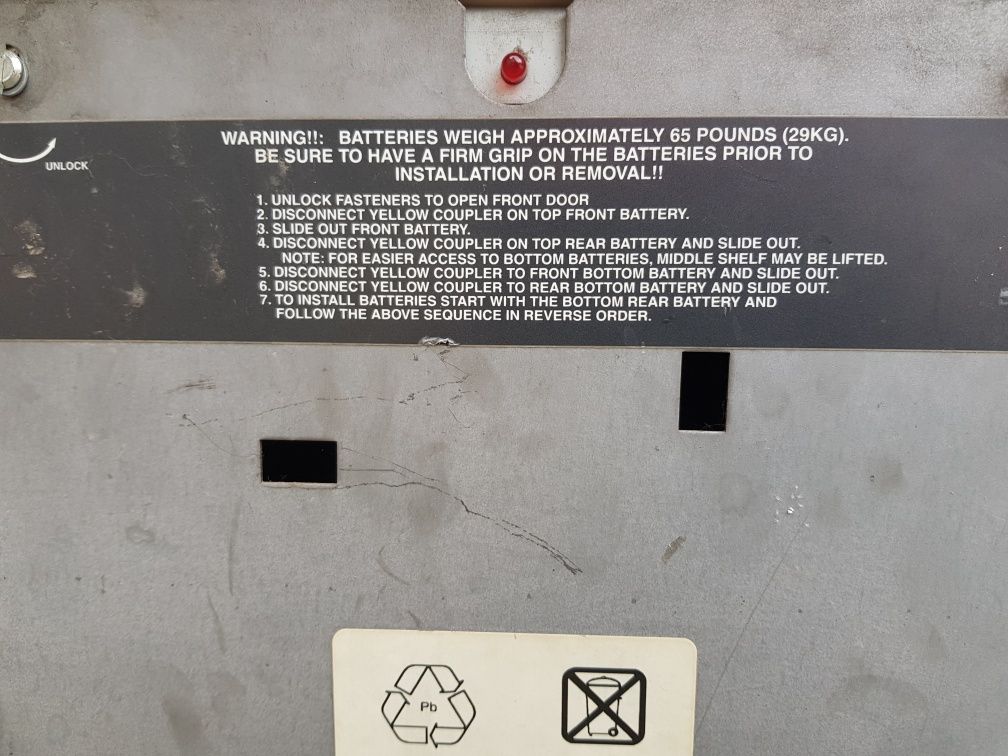 UNLOCK
WARNING!!: BATTERIES WEIGH APPROXIMATELY 65 POUNDS (29KG).
BE SURE TO HAVE A FIRM GRIP ON THE BATTERIES PRIOR TO
INSTALLATION OR REMOVAL!!
1. UNLOCK FASTENERS TO OPEN FRONT DOOR
2. DISCONNECT YELLOW COUPLER ON TOP FRONT BATTERY.
3. SLIDE OUT FRONT BATTERY.
4. DISCONNECT YELLOW COUPLER ON TOP REAR BATTERY AND SLIDE OUT.
NOTE: FOR EASIER ACCESS TO BOTTOM BATTERIES, MIDDLE SHELF MAY BE LIFTED.
5. DISCONNECT YELLOW COUPLER TO FRONT BOTTOM BATTERY AND SLIDE OUT.
6. DISCONNECT YELLOW COUPLER TO REAR BOTTOM BATTERY AND SLIDE OUT.
7. TO INSTALL BATTERIES START WITH THE BOTTOM REAR BATTERY AND
FOLLOW THE ABOVE SEQUENCE IN REVERSE ORDER.
Pb